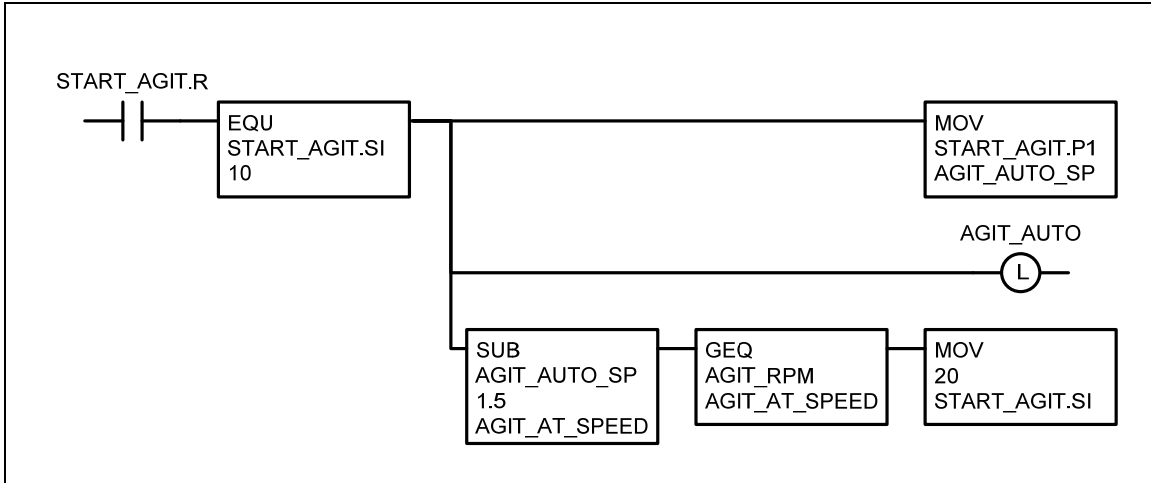 START_AGIT.R
EQU
START_AGIT.SI
10
MOV
START_AGIT.P1
AGIT_AUTO_SP
AGIT_AUTO
L
SUB
AGIT_AUTO_SP
1.5
AGIT_AT_SPEED
GEQ
AGIT_RPM
AGIT_AT_SPEED
MOV
20
START_AGIT.SI